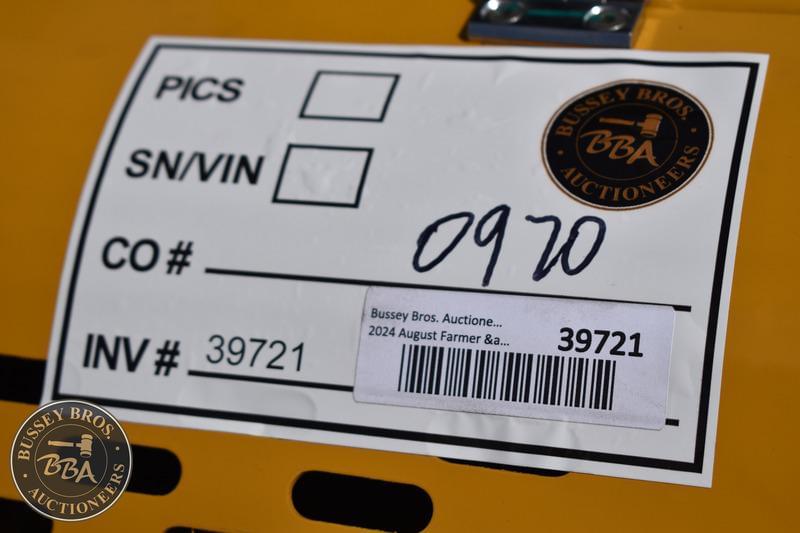 PICS
SN/VIN
CO # 0970
INV # 39721
BUSSEY BROS.
BBA
AUCTIONEERS
Bussey Bros. Auctione...
2024 August Farmer &a...
39721
BUSSEY BROS.
BBA
AUCTIONEERS